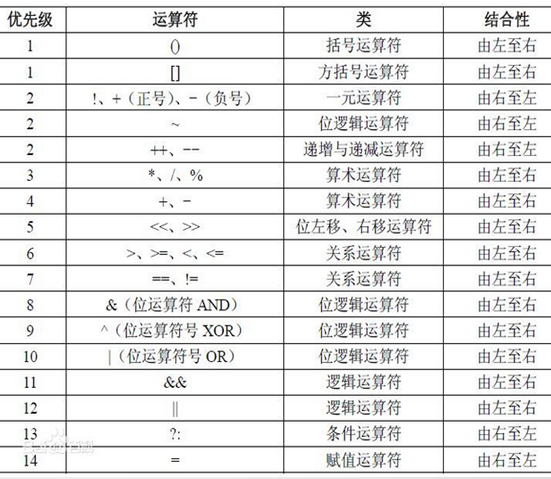 优先级 运算符 类 结合性
1 () 括号运算符 由左至右
1 [] 方括号运算符 由左至右
2 !、+（正号）、-（负号） 一元运算符 由右至左
2 ~ 位逻辑运算符 由右至左
2 ++、-- 递增与递减运算符 由右至左
3 *、/、% 算术运算符 由左至右
4 +、- 算术运算符 由左至右
5 <<、>> 位左移、右移运算符 由左至右
6 >、>=、<、<= 关系运算符 由左至右
7 ==、!= 关系运算符 由左至右
8 &（位运算符 AND） 位逻辑运算符 由左至右
9 ^（位运算符号 XOR） 位逻辑运算符 由左至右
10 |（位运算符号 OR） 位逻辑运算符 由左至右
11 && 逻辑运算符 由左至右
12 || 逻辑运算符 由左至右
13 ?: 条件运算符 由右至左
14 = 赋值运算符 由右至左